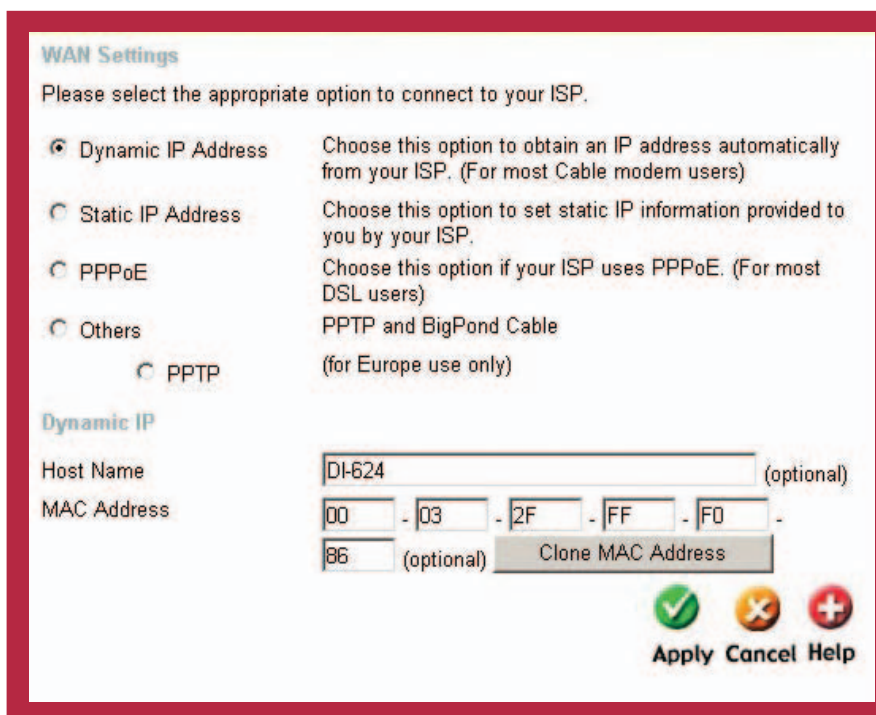 WAN Settings
Please select the appropriate option to connect to your ISP.
Dynamic IP Address Choose this option to obtain an IP address automatically
from your ISP. (For most Cable modem users)
Static IP Address Choose this option to set static IP information provided to
you by your ISP.
PPPoE Choose this option if your ISP uses PPPoE. (For most
DSL users)
Others PPTP and BigPond Cable
PPTP (for Europe use only)
Dynamic IP
Host Name DI-624 (optional)
MAC Address 00 - 03 - 2F - FF - F0 -
86 (optional) Clone MAC Address
Apply Cancel Help